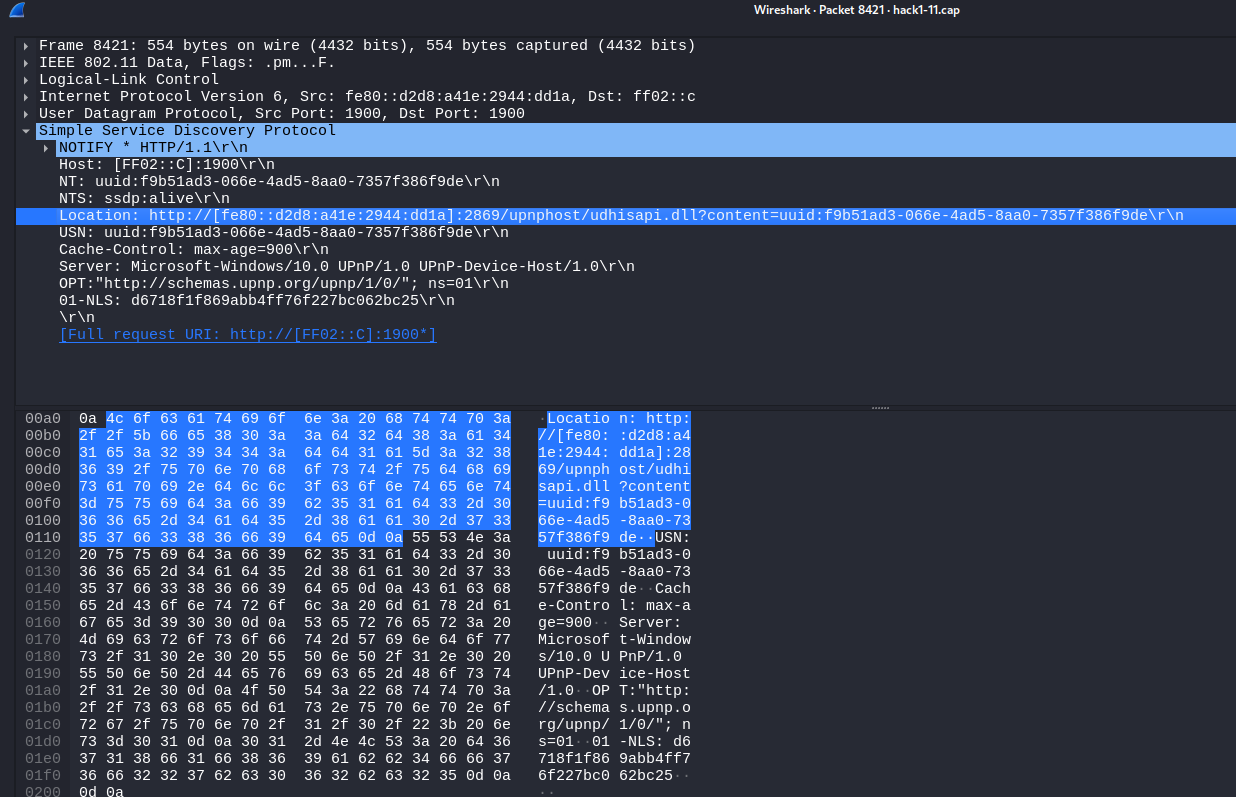 Wireshark · Packet 8421 · hack1-11.cap
Frame 8421: 554 bytes on wire (4432 bits), 554 bytes captured (4432 bits)
IEEE 802.11 Data, Flags: .pm...F.
Logical-Link Control
Internet Protocol Version 6, Src: fe80::d2d8:a41e:2944:dd1a, Dst: ff02::c
User Datagram Protocol, Src Port: 1900, Dst Port: 1900
Simple Service Discovery Protocol
NOTIFY * HTTP/1.1\r\n
Host: [FF02::C]:1900\r\n
NT: uuid:f9b51ad3-066e-4ad5-8aa0-7357f386f9de\r\n
NTS: ssdp:alive\r\n
Location: http://[fe80::d2d8:a41e:2944:dd1a]:2869/upnphost/udhisapi.dll?content=uuid:f9b51ad3-066e-4ad5-8aa0-7357f386f9de\r\n
USN: uuid:f9b51ad3-066e-4ad5-8aa0-7357f386f9de\r\n
Cache-Control: max-age=900\r\n
Server: Microsoft-Windows/10.0 UPnP/1.0 UPnP-Device-Host/1.0\r\n
OPT:"http://schemas.upnp.org/upnp/1/0/"; ns=01\r\n
01-NLS: d6718f1f869abb4ff76f227bc062bc25\r\n
\r\n
[Full request URI: http://[FF02::C]:1900*]
00a0 0a 4c 6f 63 61 74 69 6f 6e 3a 20 68 74 74 70 3a ·Locatio n: http:
00b0 2f 2f 5b 66 65 38 30 3a 3a 64 32 64 38 3a 61 34 //[fe80: :d2d8:a4
00c0 31 65 3a 32 39 34 34 3a 64 64 31 61 5d 3a 32 38 1e:2944: dd1a]:28
00d0 36 39 2f 75 70 6e 70 68 6f 73 74 2f 75 64 68 69 69/upnph ost/udhi
00e0 73 61 70 69 2e 64 6c 6c 3f 63 6f 6e 74 65 6e 74 sapi.dll ?content
00f0 3d 75 75 69 64 3a 66 39 62 35 31 61 64 33 2d 30 =uuid:f9 b51ad3-0
0100 36 36 65 2d 34 61 64 35 2d 38 61 61 30 2d 37 33 66e-4ad5 -8aa0-73
0110 35 37 66 33 38 36 66 39 64 65 0d 0a 55 53 4e 3a 57f386f9 de··USN:
0120 20 75 75 69 64 3a 66 39 62 35 31 61 64 33 2d 30 uuid:f9 b51ad3-0
0130 36 36 65 2d 34 61 64 35 2d 38 61 61 30 2d 37 33 66e-4ad5 -8aa0-73
0140 35 37 66 33 38 36 66 39 64 65 0d 0a 43 61 63 68 57f386f9 de··Cach
0150 65 2d 43 6f 6e 74 72 6f 6c 3a 20 6d 61 78 2d 61 e-Contro l: max-a
0160 67 65 3d 39 30 30 0d 0a 53 65 72 76 65 72 3a 20 ge=900·· Server:
0170 4d 69 63 72 6f 73 6f 66 74 2d 57 69 6e 64 6f 77 Microsof t-Window
0180 73 2f 31 30 2e 30 20 55 50 6e 50 2f 31 2e 30 20 s/10.0 U PnP/1.0
0190 55 50 6e 50 2d 44 65 76 69 63 65 2d 48 6f 73 74 UPnP-Dev ice-Host
01a0 2f 31 2e 30 0d 0a 4f 50 54 3a 22 68 74 74 70 3a /1.0··OP T:"http:
01b0 2f 2f 73 63 68 65 6d 61 73 2e 75 70 6e 70 2e 6f //schema s.upnp.o
01c0 72 67 2f 75 70 6e 70 2f 31 2f 30 2f 22 3b 20 6e rg/upnp/ 1/0/"; n
01d0 73 3d 30 31 0d 0a 30 31 2d 4e 4c 53 3a 20 64 36 s=01··01 -NLS: d6
01e0 37 31 38 66 31 66 38 36 39 61 62 62 34 66 66 37 718f1f86 9abb4ff7
01f0 36 66 32 32 37 62 63 30 36 32 62 63 32 35 0d 0a 6f227bc0 62bc25··
0200 0d 0a ··